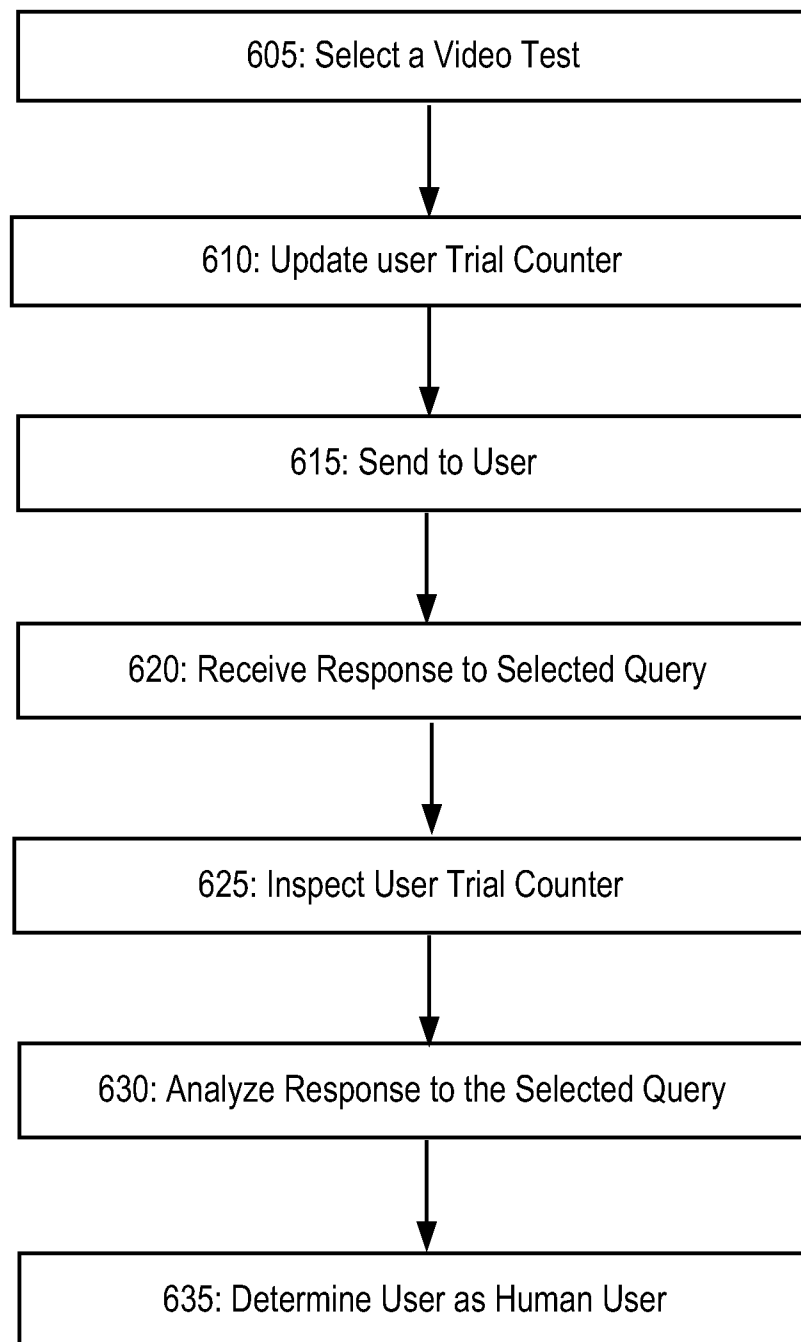 605: Select a Video Test
610: Update user Trial Counter
615: Send to User
620: Receive Response to Selected Query
625: Inspect User Trial Counter
630: Analyze Response to the Selected Query
635: Determine User as Human User